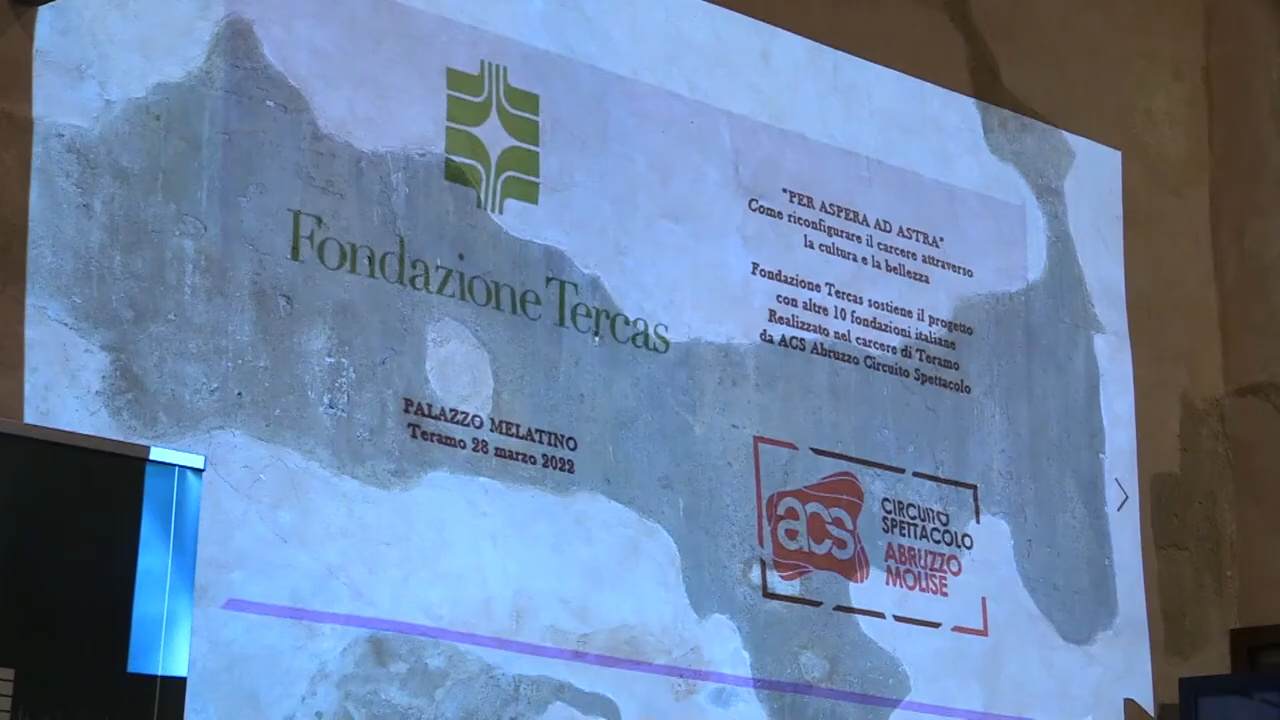 Fondazione Tercas
PALAZZO MELATINO
Teramo 28 marzo 2022
"PER ASPERA AD ASTRA"
Come riconfigurare il carcere attraverso
la cultura e la bellezza
Fondazione Tercas sostiene il progetto
con altre 10 fondazioni italiane
Realizzato nel carcere di Teramo
da ACS Abruzzo Circuito Spettacolo
acs
CIRCUITO
SPETTACOLO
ABRUZZO
MOLISE